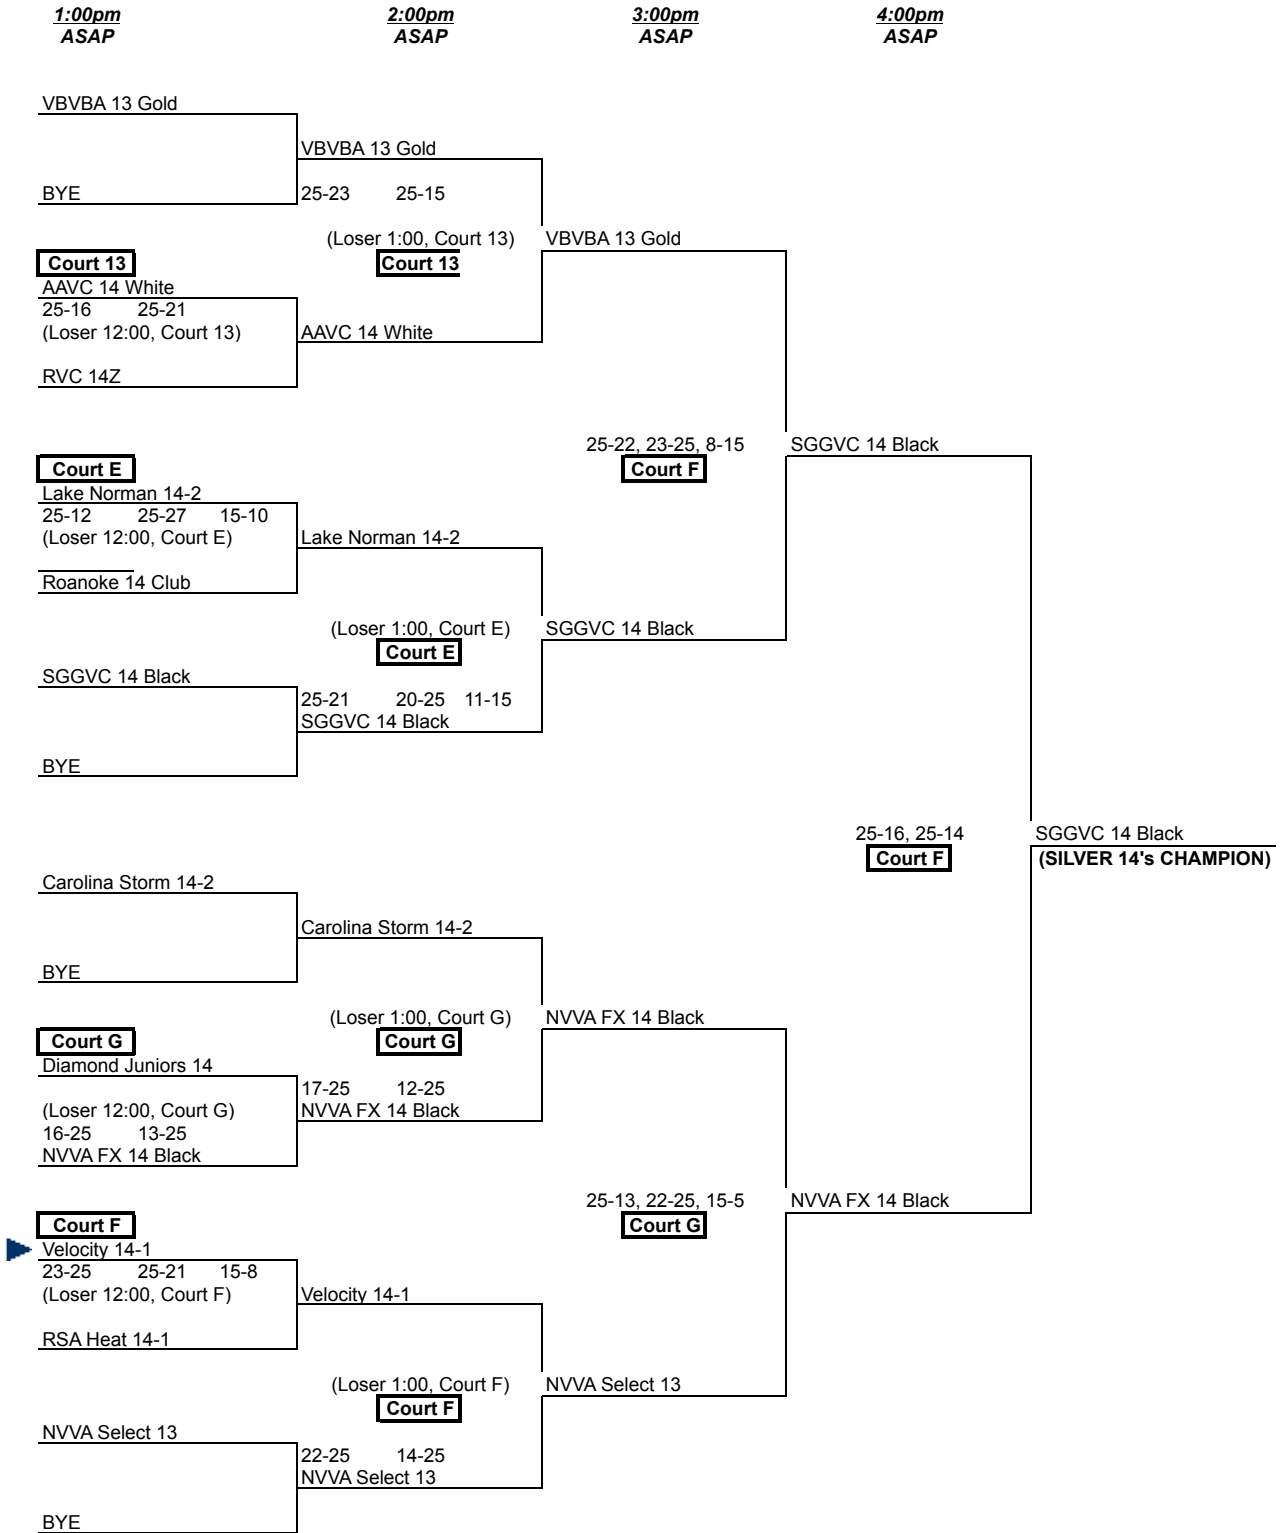 1:00pm 2:00pm 3:00pm 4:00pm
ASAP ASAP ASAP ASAP
VBVBA 13 Gold
VBVBA 13 Gold
BYE 25-23 25-15
(Loser 1:00, Court 13) VBVBA 13 Gold
Court 13 Court 13
AAVC 14 White
25-16 25-21
(Loser 12:00, Court 13) AAVC 14 White
RVC 14Z
25-22, 23-25, 8-15 SGGVC 14 Black
Court E Court F
Lake Norman 14-2
25-12 25-27 15-10
(Loser 12:00, Court E) Lake Norman 14-2
Roanoke 14 Club
(Loser 1:00, Court E) SGGVC 14 Black
Court E
SGGVC 14 Black
25-21 20-25 11-15
SGGVC 14 Black
BYE
25-16, 25-14 SGGVC 14 Black
Court F (SILVER 14's CHAMPION)
Carolina Storm 14-2
Carolina Storm 14-2
BYE
(Loser 1:00, Court G) NVVA FX 14 Black
Court G Court G
Diamond Juniors 14
17-25 12-25
(Loser 12:00, Court G) NVVA FX 14 Black
16-25 13-25
NVVA FX 14 Black
25-13, 22-25, 15-5 NVVA FX 14 Black
Court F Court G
Velocity 14-1
23-25 25-21 15-8
(Loser 12:00, Court F) Velocity 14-1
RSA Heat 14-1
(Loser 1:00, Court F) NVVA Select 13
Court F
NVVA Select 13
22-25 14-25
NVVA Select 13
BYE